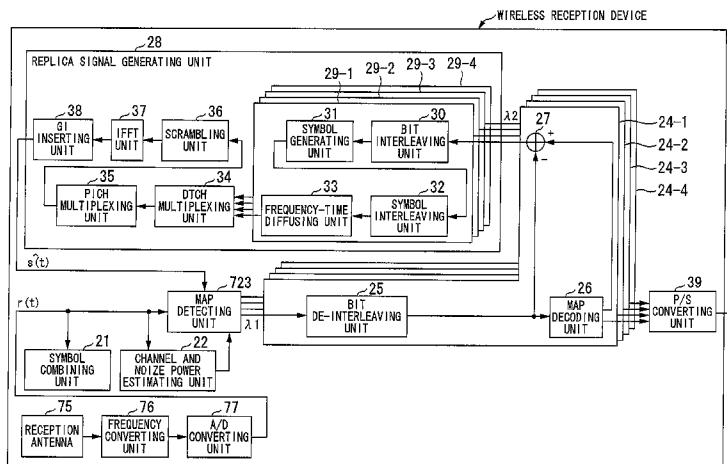 WIRELESS RECEPTION DEVICE
28
REPLICA SIGNAL GENERATING UNIT
29-1
29-2
29-3
29-4
38
GI
INSERTING
UNIT
37
IFFT
UNIT
36
SCRAMBLING
UNIT
31
SYMBOL
GENERATING
UNIT
30
BIT
INTERLEAVING
UNIT
λ2
27
+
−
24-1
24-2
24-3
24-4
35
PICH
MULTIPLEXING
UNIT
34
DTCH
MULTIPLEXING
UNIT
33
FREQUENCY-TIME
DIFFUSING UNIT
32
SYMBOL
INTERLEAVING
UNIT
s^(t)
r(t)
723
MAP
DETECTING
UNIT
λ1
25
BIT
DE-INTERLEAVING
UNIT
26
MAP
DECODING
UNIT
39
P/S
CONVERTING
UNIT
21
SYMBOL
COMBINING
UNIT
22
CHANNEL AND
NOIZE POWER
ESTIMATING UNIT
75
RECEPTION
ANTENNA
76
FREQUENCY
CONVERTING
UNIT
77
A/D
CONVERTING
UNIT